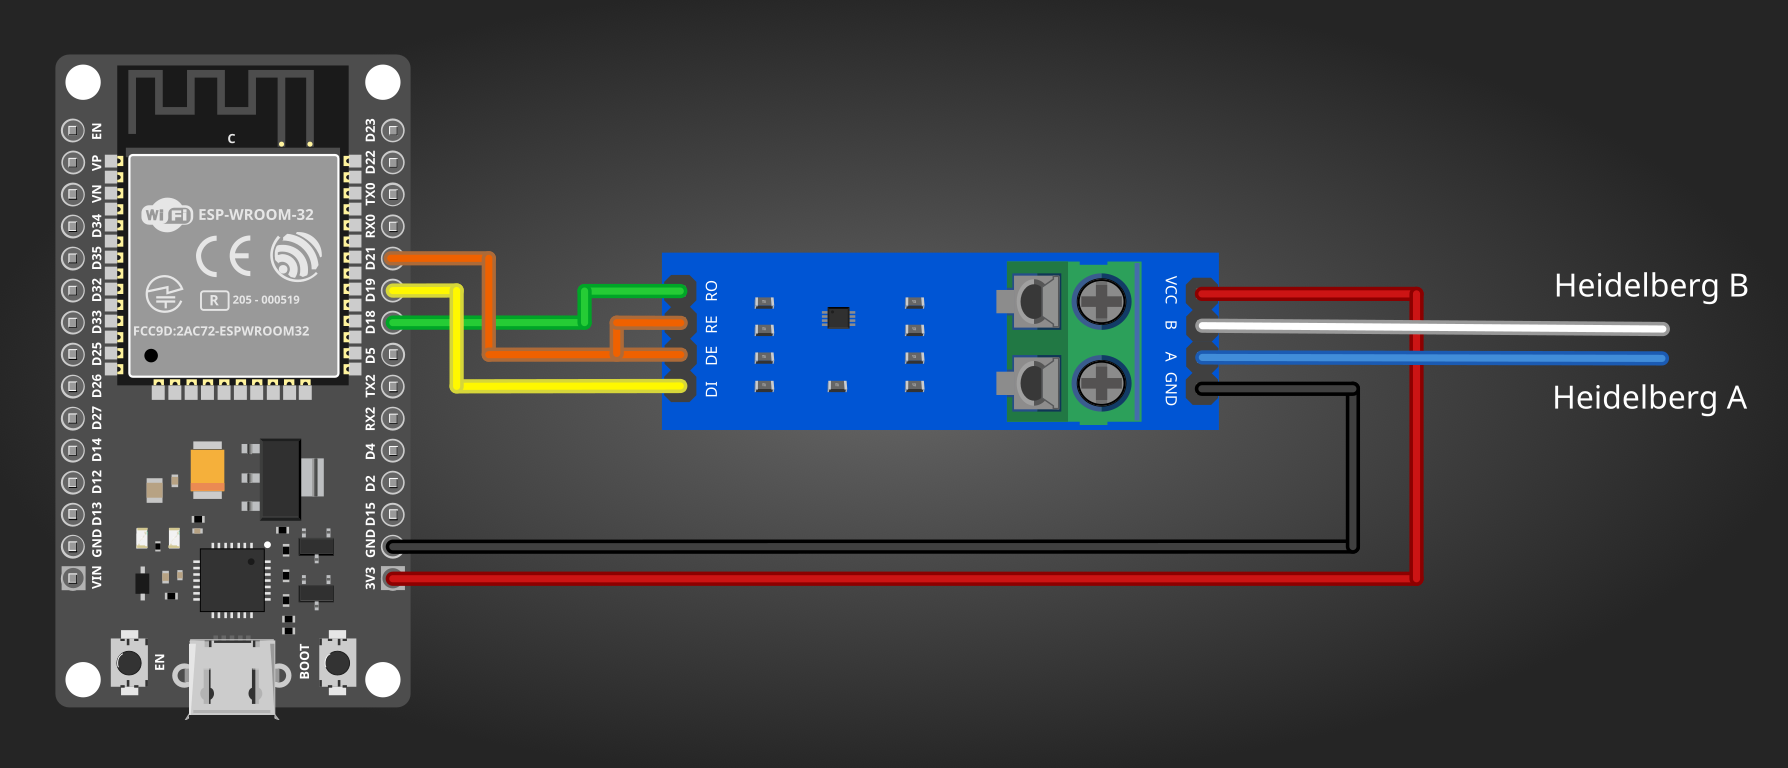 C
EN
VP
VN
D34
D35
D32
D33
D25
D26
D27
D14
D12
D13
GND
VIN
D23
D22
TX0
RX0
D21
D19
D18
D5
TX2
RX2
D4
D2
D15
GND
3V3
WiFi ESP-WROOM-32
CE
R 205 - 000519
FCC9D:2AC72-ESPWROOM32
EN
BOOT
RO
RE
DE
DI
VCC
B
A
GND
Heidelberg B
Heidelberg A